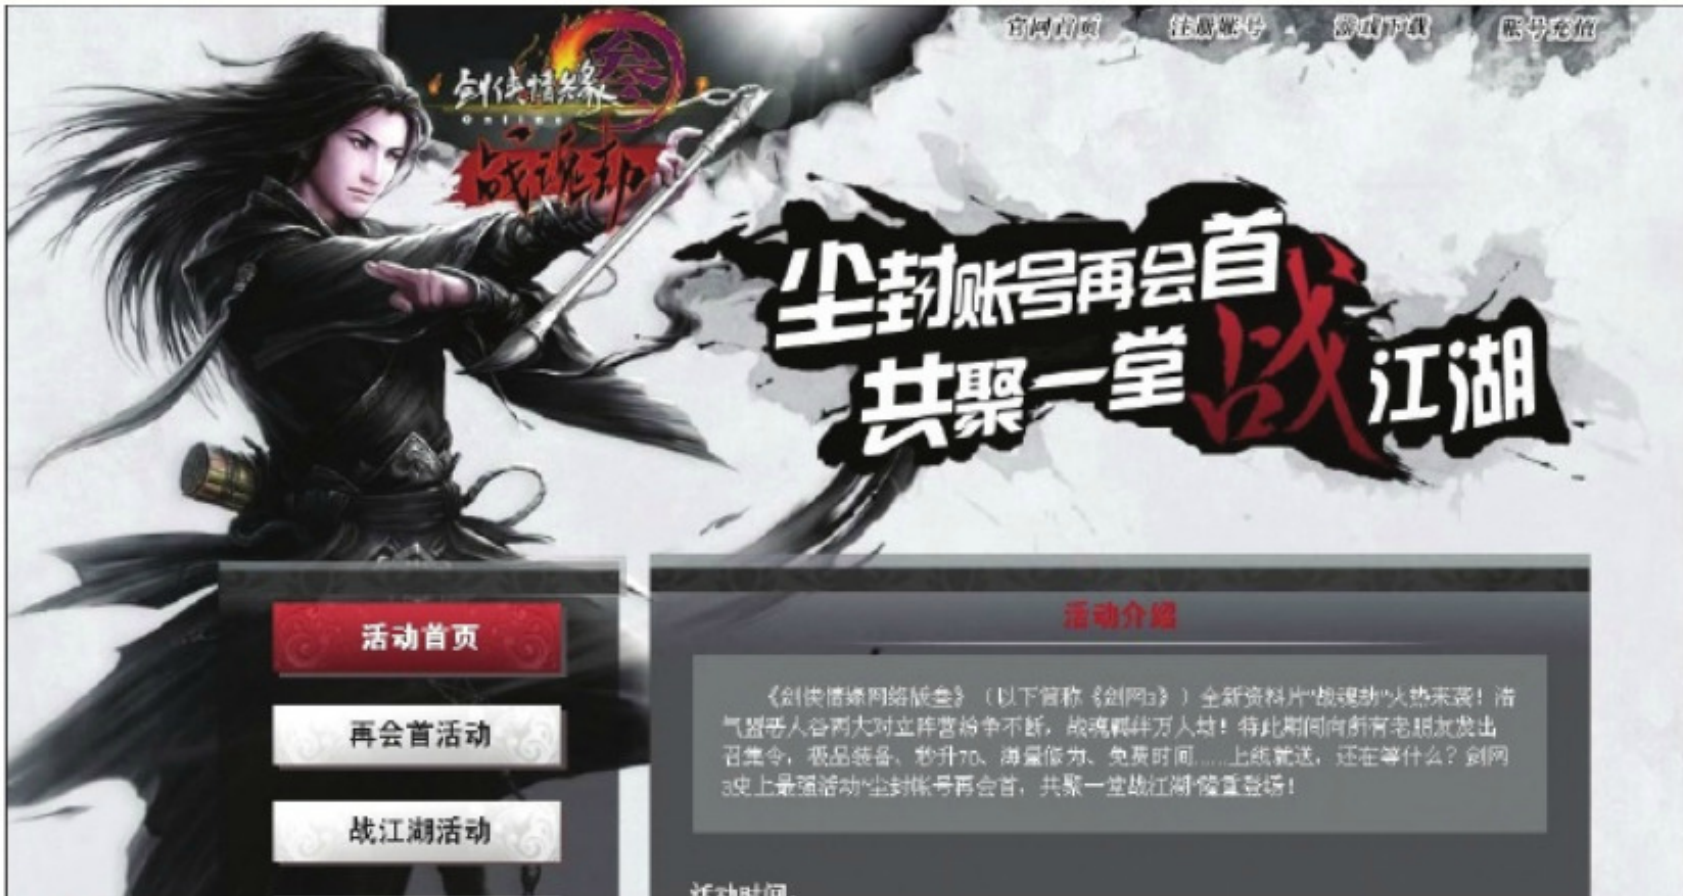 官网首页 注册账号 游戏下载 账号充值
剑侠情缘叁
Online
战魂劫
尘封账号再会首
共聚一堂战江湖
活动首页
再会首活动
战江湖活动
活动介绍
《剑侠情缘网络版叁》（以下简称《剑网3》）全新资料片“战魂劫”火热来袭！浩
气盟恶人谷两大对立阵营纷争不断，战魂羁绊万人劫！特此期间向所有老朋友发出
召集令，极品装备、秒升70、海量修为、免费时间……上线就送，还在等什么？剑网
3史上最强活动“尘封账号再会首，共聚一堂战江湖”隆重登场！
活动时间